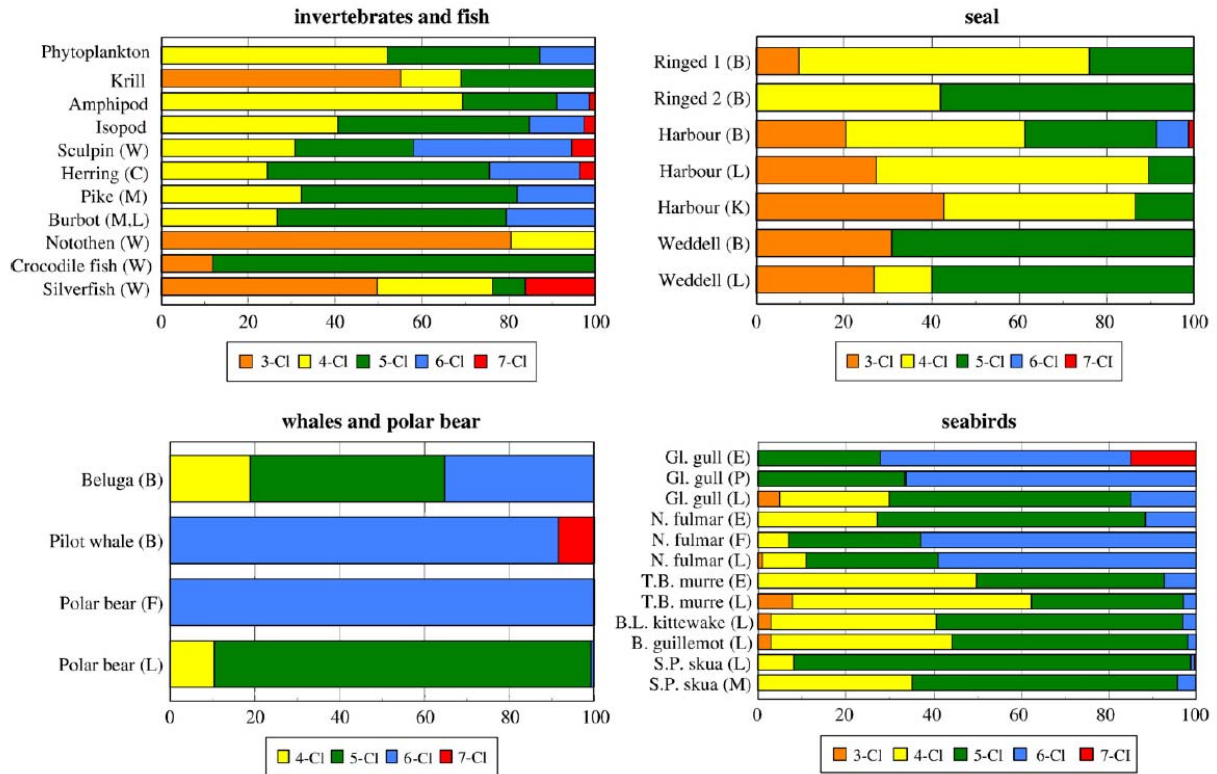 invertebrates and fish
Phytoplankton
Krill
Amphipod
Isopod
Sculpin (W)
Herring (C)
Pike (M)
Burbot (M,L)
Notothen (W)
Crocodile fish (W)
Silverfish (W)
0 20 40 60 80 100
3-Cl 4-Cl 5-Cl 6-Cl 7-Cl
seal
Ringed 1 (B)
Ringed 2 (B)
Harbour (B)
Harbour (L)
Harbour (K)
Weddell (B)
Weddell (L)
0 20 40 60 80 100
3-Cl 4-Cl 5-Cl 6-Cl 7-Cl
whales and polar bear
Beluga (B)
Pilot whale (B)
Polar bear (F)
Polar bear (L)
0 20 40 60 80 100
4-Cl 5-Cl 6-Cl 7-Cl
seabirds
Gl. gull (E)
Gl. gull (P)
Gl. gull (L)
N. fulmar (E)
N. fulmar (F)
N. fulmar (L)
T.B. murre (E)
T.B. murre (L)
B.L. kittewake (L)
B. guillemot (L)
S.P. skua (L)
S.P. skua (M)
0 20 40 60 80 100
3-Cl 4-Cl 5-Cl 6-Cl 7-Cl